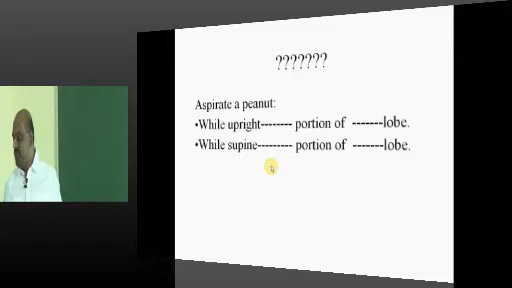 ???????
Aspirate a peanut:
•While upright-------- portion of -------lobe.
•While supine--------- portion of -------lobe.